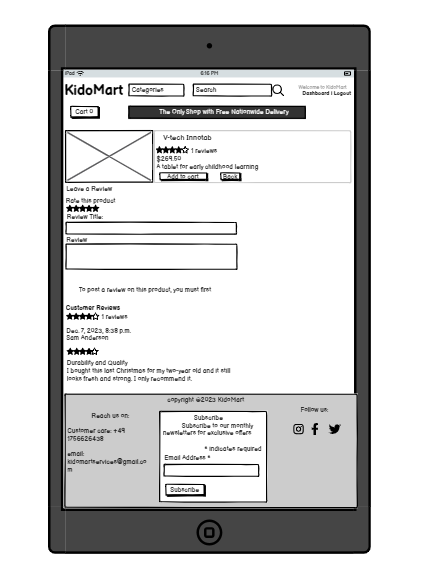 iPad
6:16 PM
KidoMart
Categories
Search
Welcome to KidMart
Dashboard | Logout
Cart 0
The Only Shop with Free Nationwide Delivery
V-tech Innotab
1 reviews
$269.50
A tablet for early childhood learning
Add to cart
Back
Leave a Review
Rate this product
Review Title:
Review
To post a review on this product, you must first
Customer Reviews
1 reviews
Dec. 7, 2023, 8:38 p.m.
Sam Anderson
Durability and Quality
I bought this last Christmas for my two-year old and it still
looks fresh and strong. I only recommend it.
copyright @2023 KidoMart
Reach us on:
Customer care: +49
1756626438
email:
kidomartservices@gmail.co
m
Subscribe
Subscribe to our monthly
newsletters for exclusive offers
* indicates required
Email Address *
Subscribe
Follow us: